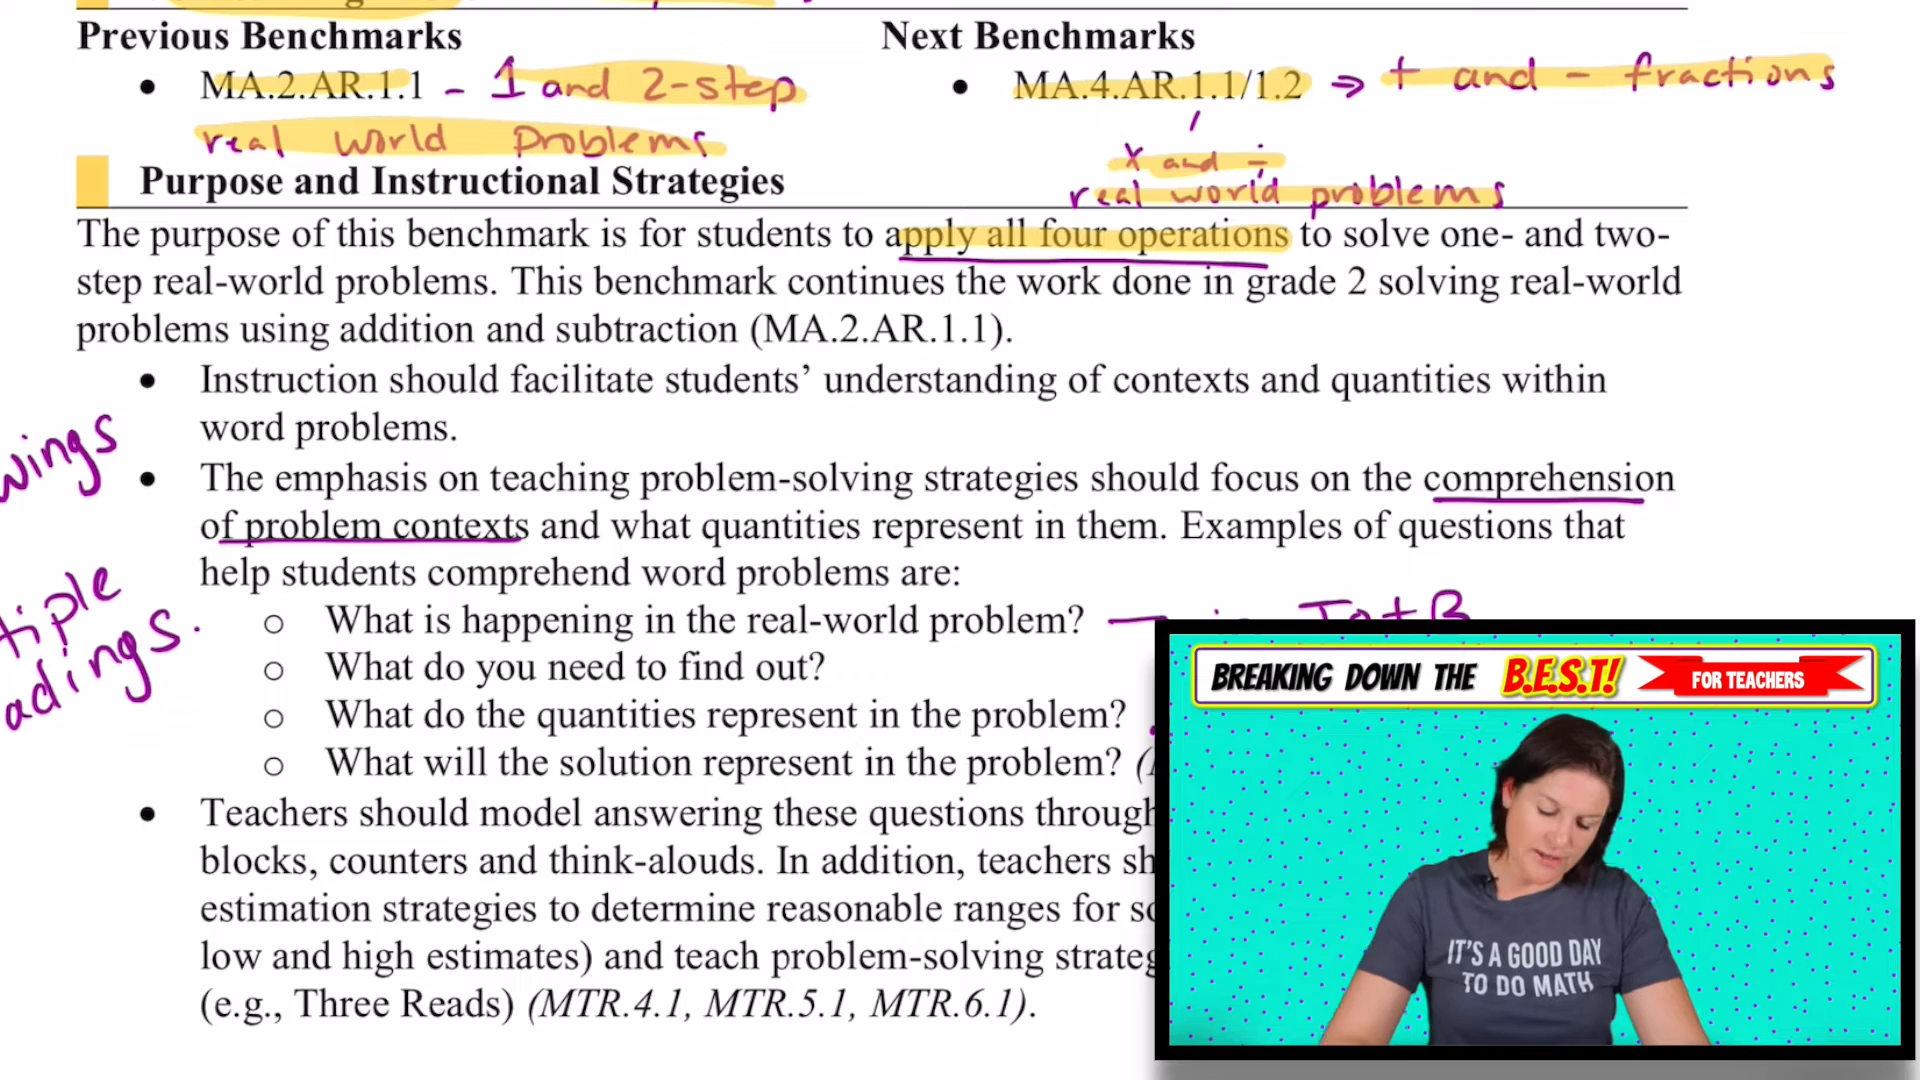 Previous Benchmarks
Next Benchmarks
• MA.2.AR.1.1 - 1 and 2-step
real world problems
• MA.4.AR.1.1/1.2 ⇒ + and - fractions
x and ÷
real world problems
Purpose and Instructional Strategies
The purpose of this benchmark is for students to apply all four operations to solve one- and two-
step real-world problems. This benchmark continues the work done in grade 2 solving real-world
problems using addition and subtraction (MA.2.AR.1.1).
• Instruction should facilitate students’ understanding of contexts and quantities within
word problems.
wings
• The emphasis on teaching problem-solving strategies should focus on the comprehension
of problem contexts and what quantities represent in them. Examples of questions that
help students comprehend word problems are:
tiple
adings.
o What is happening in the real-world problem?
o What do you need to find out?
o What do the quantities represent in the problem?
o What will the solution represent in the problem? (
• Teachers should model answering these questions through
blocks, counters and think-alouds. In addition, teachers sh
estimation strategies to determine reasonable ranges for so
low and high estimates) and teach problem-solving strateg
(e.g., Three Reads) (MTR.4.1, MTR.5.1, MTR.6.1).
BREAKING DOWN THE B.E.S.T! FOR TEACHERS
IT'S A GOOD DAY
TO DO MATH